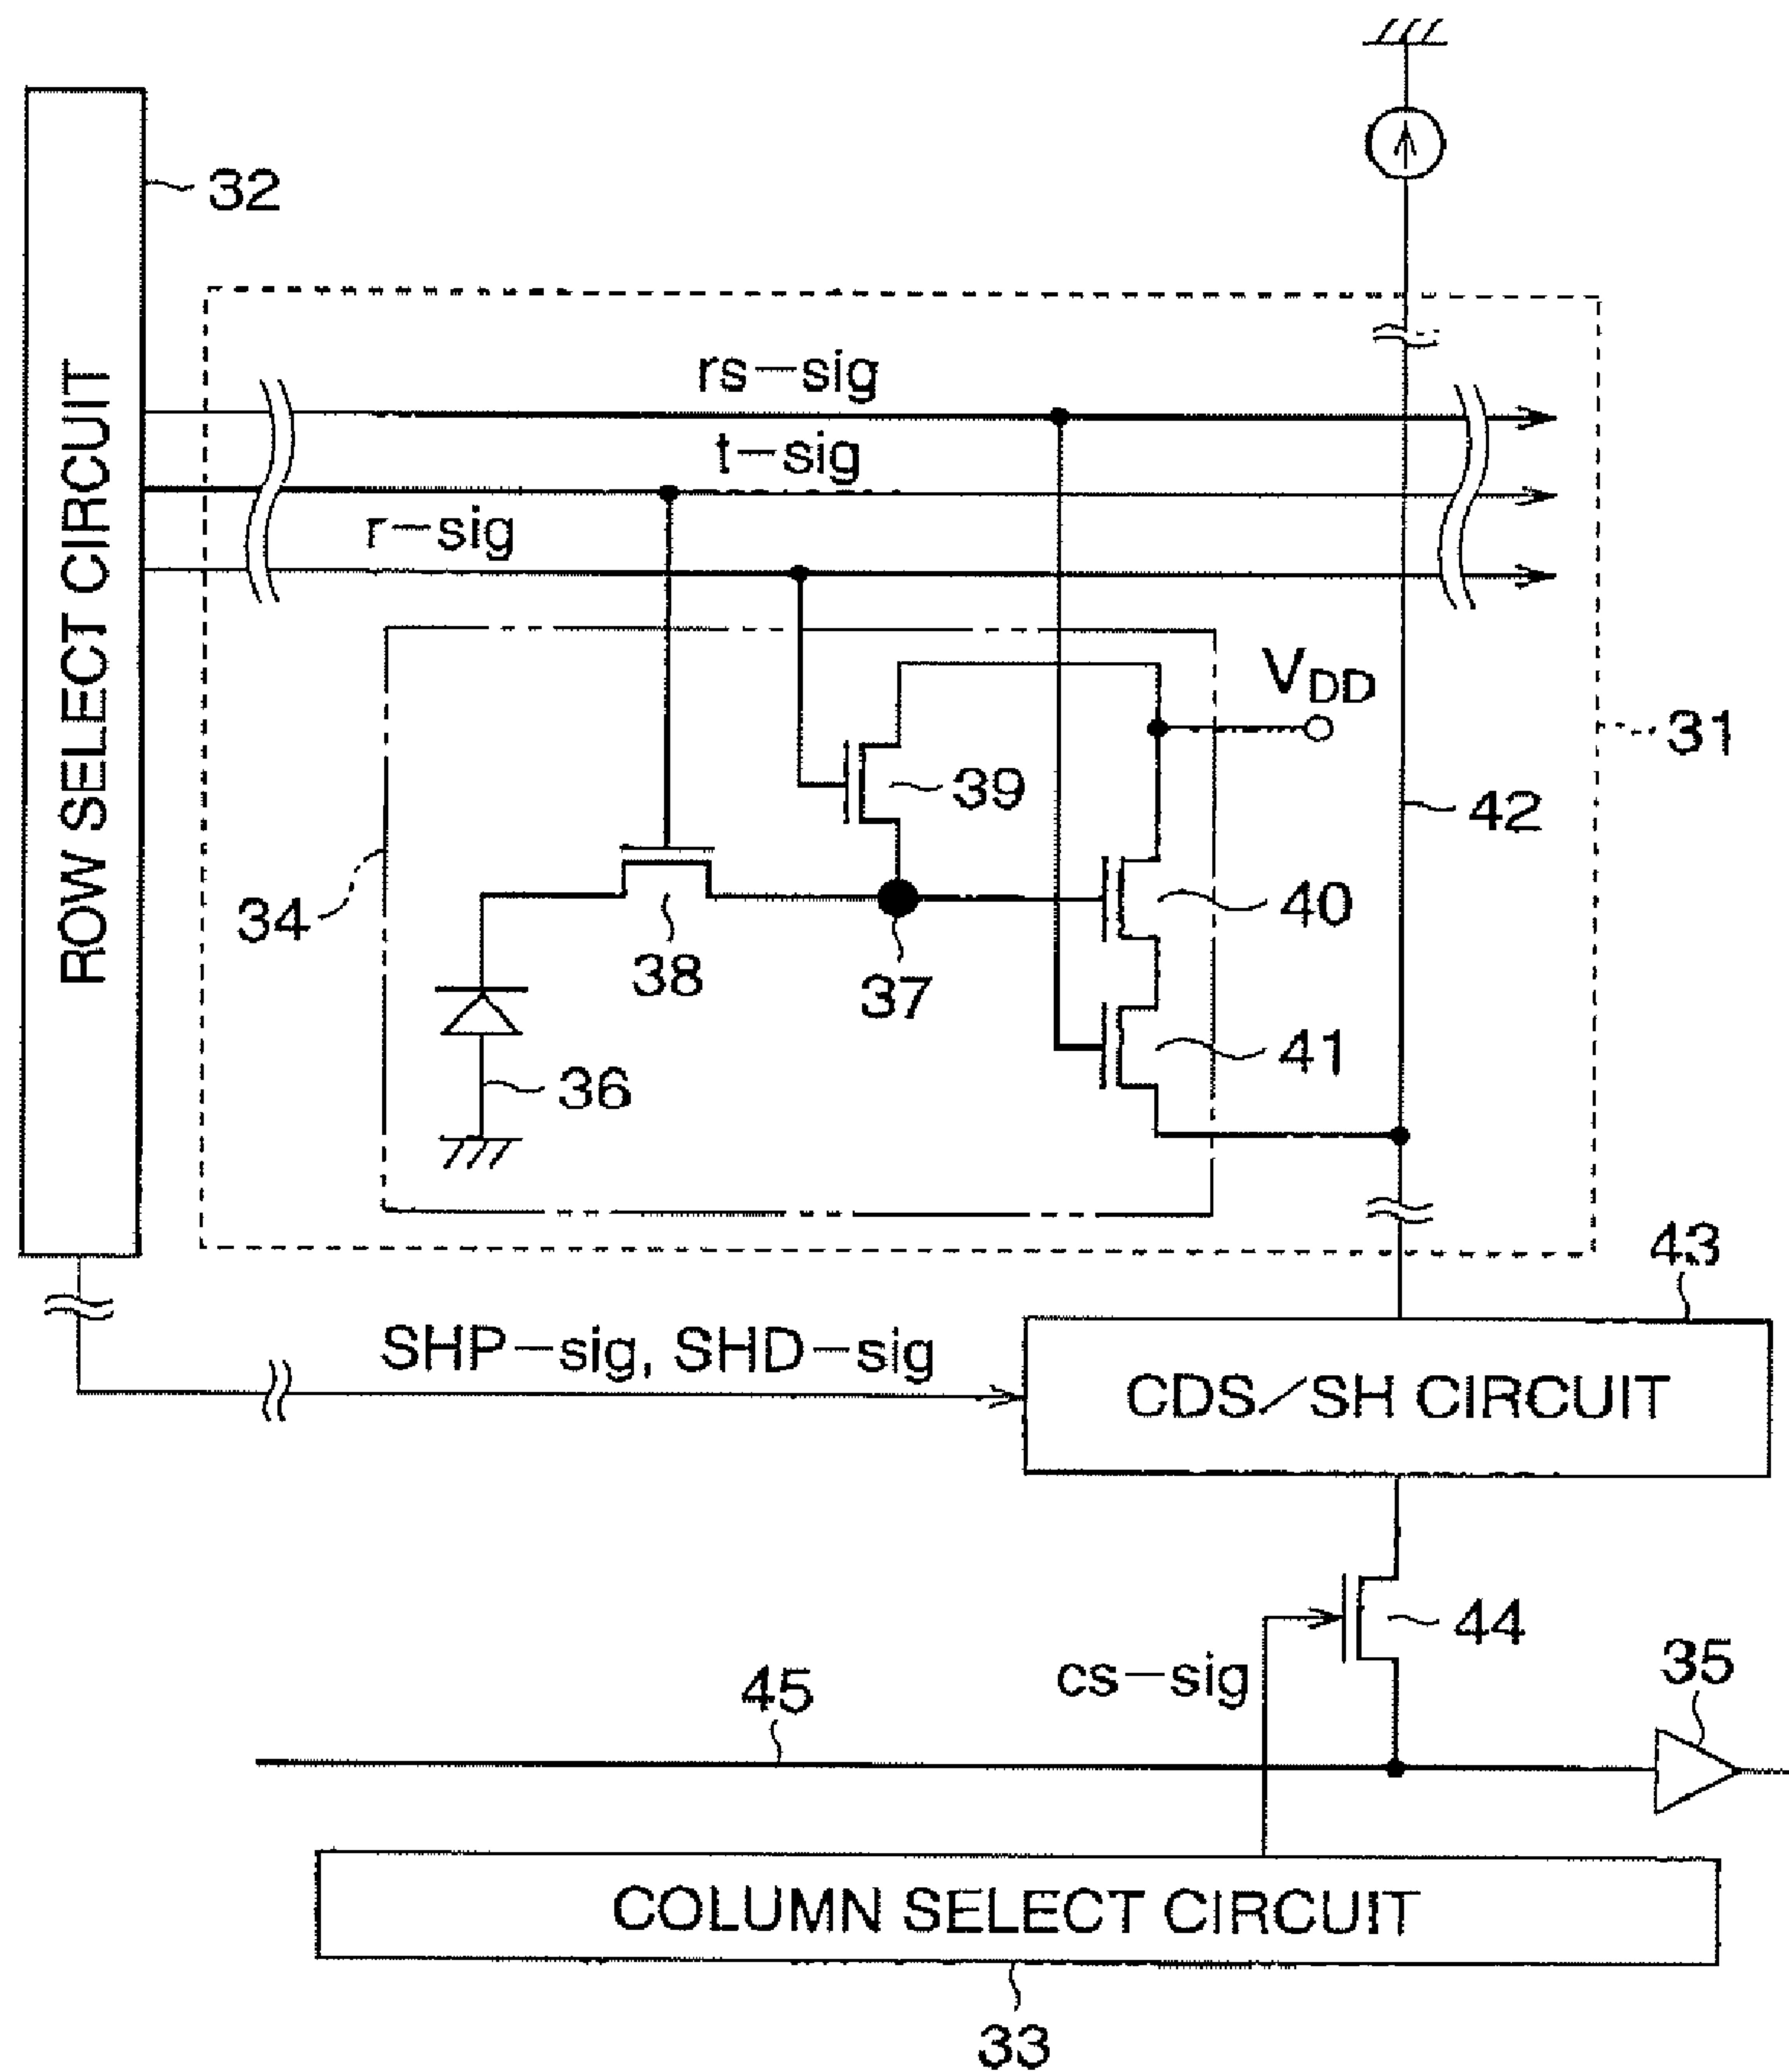 32
ROW SELECT CIRCUIT
rs-sig
t-sig
r-sig
V_DD
31
39
42
34
38
37
40
36
41
43
SHP-sig, SHD-sig
CDS/SH CIRCUIT
44
cs-sig
35
45
COLUMN SELECT CIRCUIT
33